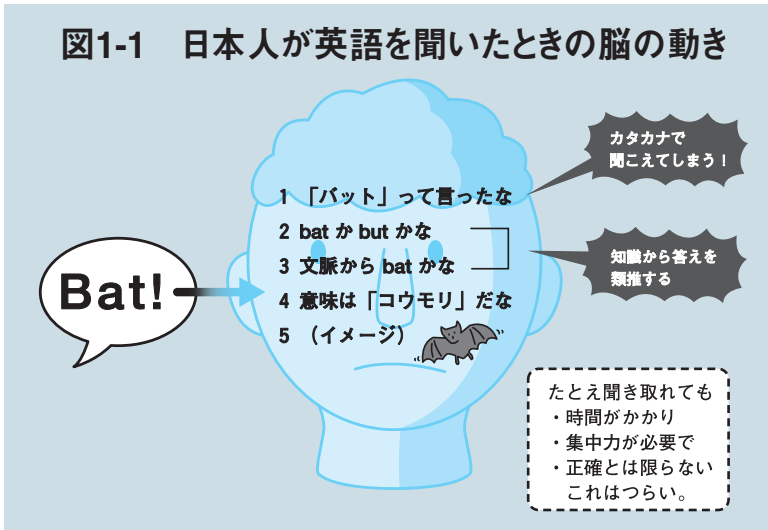 図1-1 日本人が英語を聞いたときの脳の動き
カタカナで
聞こえてしまう！
1 「バット」って言ったな
2 bat か but かな
3 文脈から bat かな
4 意味は「コウモリ」だな
5 （イメージ）
知識から答えを
類推する
Bat!
たとえ聞き取れても
・時間がかかり
・集中力が必要で
・正確とは限らない
これはつらい。